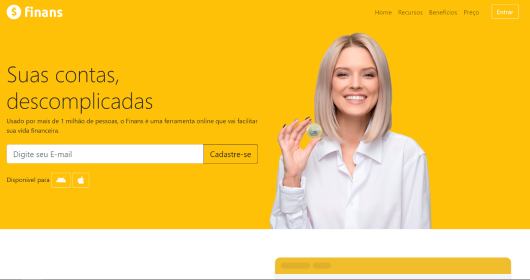 $ finans
Home Recursos Benefícios Preço Entrar
Suas contas,
descomplicadas
Usado por mais de 1 milhão de pessoas, o Finans é uma ferramenta online que vai facilitar
sua vida financeira.
Digite seu E-mail Cadastre-se
Disponível para